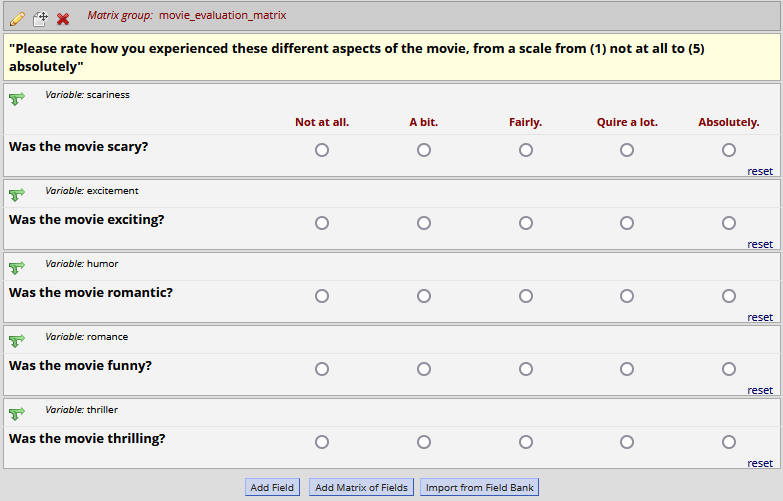 Matrix group: movie_evaluation_matrix
"Please rate how you experienced these different aspects of the movie, from a scale from (1) not at all to (5)
absolutely"
Variable: scariness
Not at all. A bit. Fairly. Quire a lot. Absolutely.
Was the movie scary?
reset
Variable: excitement
Was the movie exciting?
reset
Variable: humor
Was the movie romantic?
reset
Variable: romance
Was the movie funny?
reset
Variable: thriller
Was the movie thrilling?
reset
Add Field Add Matrix of Fields Import from Field Bank